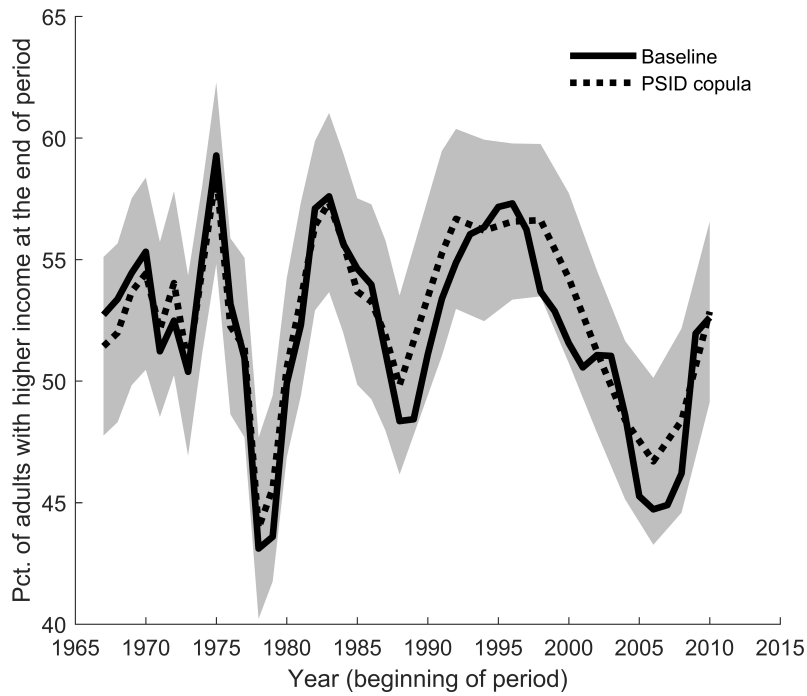 65
60
55
50
45
40
Pct. of adults with higher income at the end of period
Baseline
PSID copula
1965 1970 1975 1980 1985 1990 1995 2000 2005 2010 2015
Year (beginning of period)